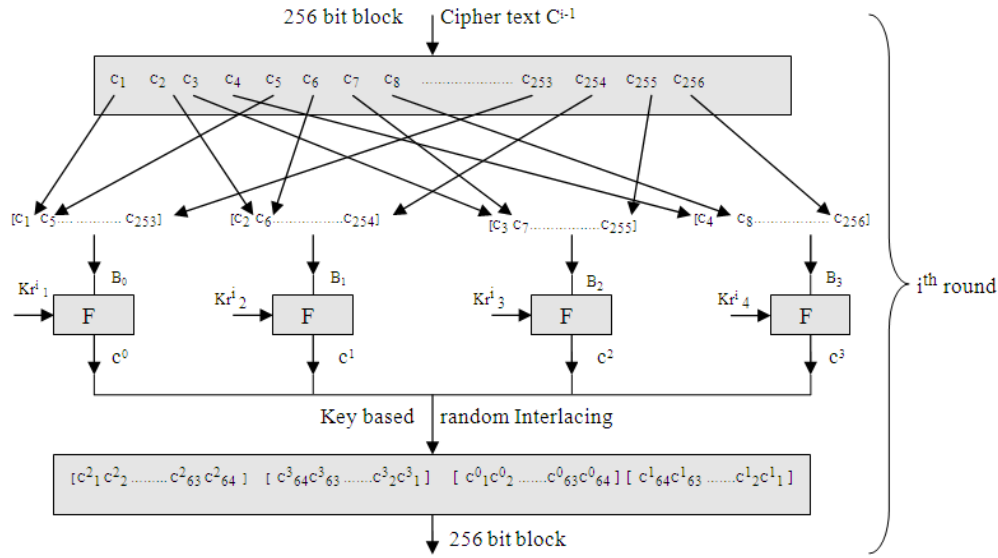 256 bit block Cipher text Cⁱ⁻¹
c₁ c₂ c₃ c₄ c₅ c₆ c₇ c₈ ........................ c₂₅₃ c₂₅₄ c₂₅₅ c₂₅₆
[c₁ c₅................ c₂₅₃] [c₂ c₆..................c₂₅₄] [c₃ c₇..................c₂₅₅] [c₄ c₈................... c₂₅₆]
B₀ B₁ B₂ B₃
Krⁱ₁ Krⁱ₂ Krⁱ₃ Krⁱ₄
F F F F
iᵗʰ round
c⁰ c¹ c² c³
Key based random Interlacing
[c²₁ c²₂ ......... c²₆₃ c²₆₄ ] [ c³₆₄c³₆₃ ......c³₂c³₁ ] [ c⁰₁c⁰₂ ......c⁰₆₃c⁰₆₄] [ c¹₆₄c¹₆₃ ......c¹₂c¹₁ ]
256 bit block